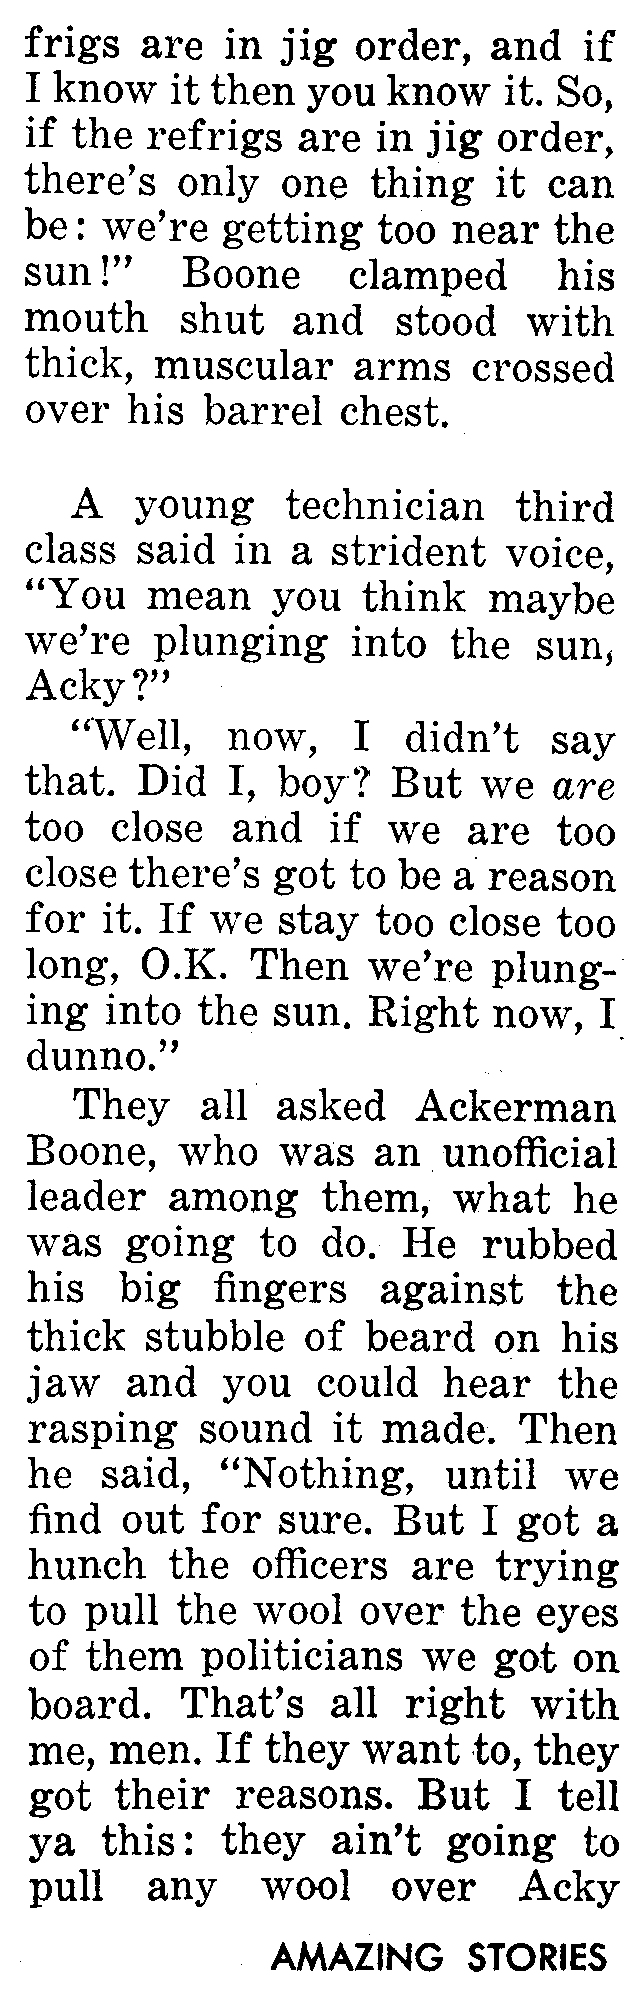 frigs are in jig order, and if
I know it then you know it. So,
if the refrigs are in jig order,
there's only one thing it can
be: we're getting too near the
sun!" Boone clamped his
mouth shut and stood with
thick, muscular arms crossed
over his barrel chest.
A young technician third
class said in a strident voice,
"You mean you think maybe
we're plunging into the sun,
Acky?"
"Well, now, I didn't say
that. Did I, boy? But we are
too close and if we are too
close there's got to be a reason
for it. If we stay too close too
long, O.K. Then we're plung-
ing into the sun. Right now, I
dunno."
They all asked Ackerman
Boone, who was an unofficial
leader among them, what he
was going to do. He rubbed
his big fingers against the
thick stubble of beard on his
jaw and you could hear the
rasping sound it made. Then
he said, "Nothing, until we
find out for sure. But I got a
hunch the officers are trying
to pull the wool over the eyes
of them politicians we got on
board. That's all right with
me, men. If they want to, they
got their reasons. But I tell
ya this: they ain't going to
pull any wool over Acky
AMAZING STORIES